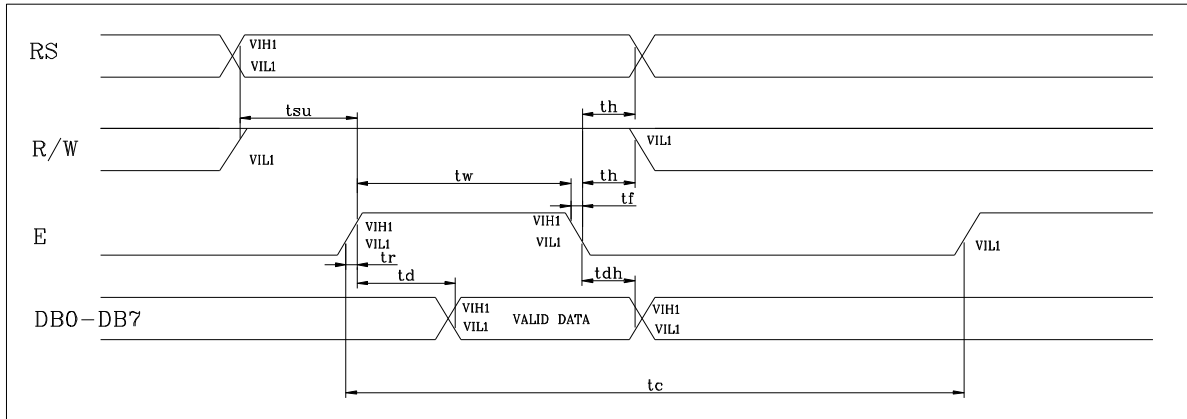 RS
VIH1
VIL1
tsu
th
R/W
VIL1
VIL1
tw
th
tf
E
VIH1
VIL1
VIH1
VIL1
VIL1
tr
td
tdh
DB0-DB7
VIH1
VIL1
VALID DATA
VIH1
VIL1
tc